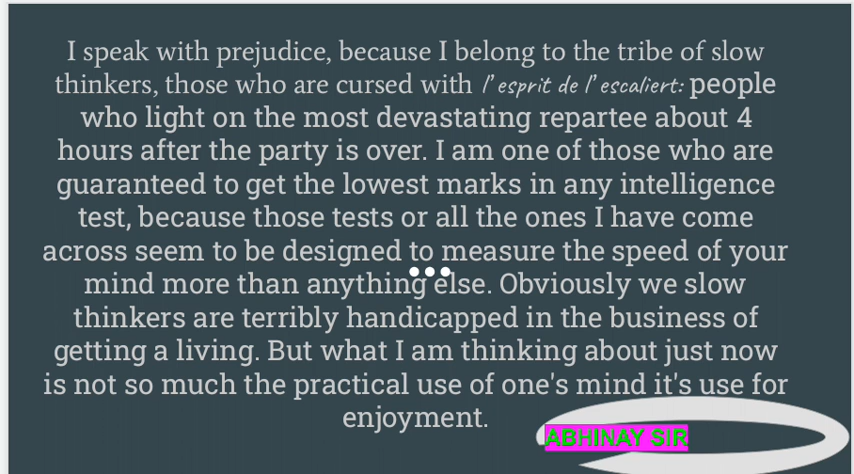 I speak with prejudice, because I belong to the tribe of slow
thinkers, those who are cursed with l'esprit de l'escaliert: people
who light on the most devastating repartee about 4
hours after the party is over. I am one of those who are
guaranteed to get the lowest marks in any intelligence
test, because those tests or all the ones I have come
across seem to be designed to measure the speed of your
mind more than anything else. Obviously we slow
thinkers are terribly handicapped in the business of
getting a living. But what I am thinking about just now
is not so much the practical use of one's mind it's use for
enjoyment.
ABHINAY SIR